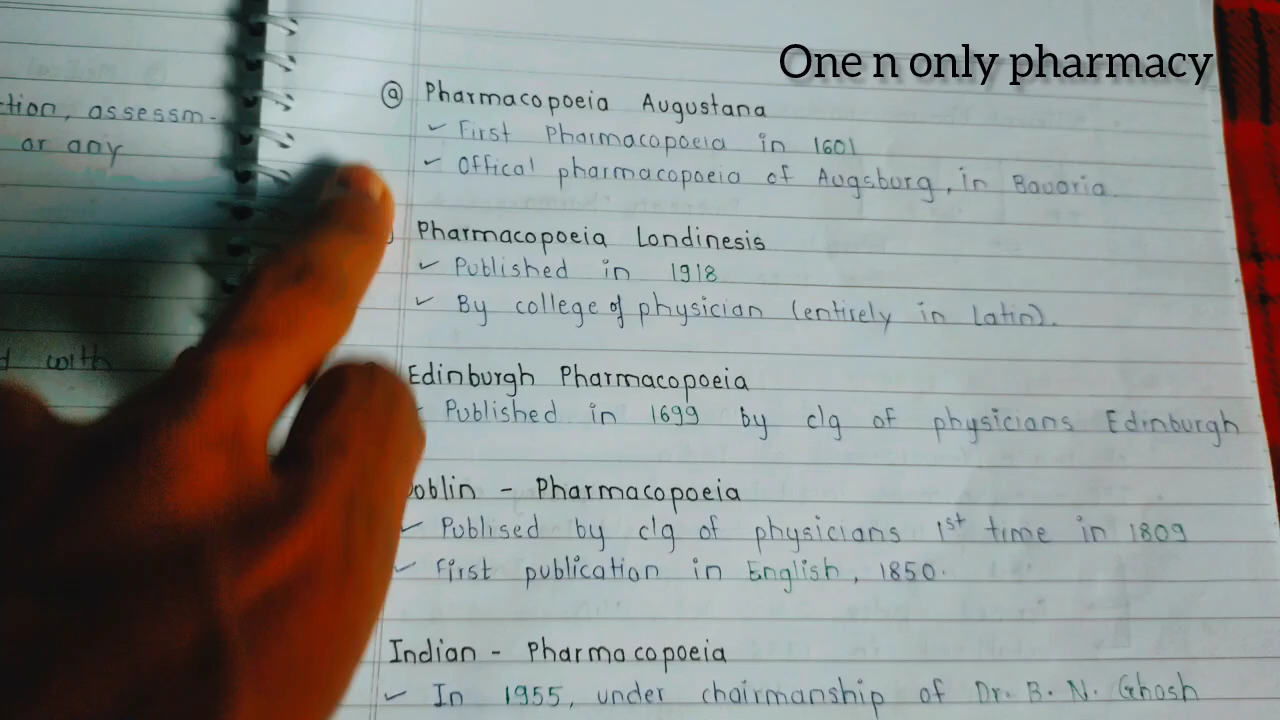 One n only pharmacy
tion, assessm-
or any
with
@ Pharmacopoeia Augustana
✓ First Pharmacopoeia in 1601
✓ Offical pharmacopoeia of Augsburg, in Bavaria
Pharmacopoeia Londinesis
✓ Published in 1918
✓ By college of physician (entirely in Latin).
Edinburgh Pharmacopoeia
Published in 1699 by clg of physicians Edinburgh
oblin - Pharmacopoeia
✓ Publised by clg of physicians 1st time in 1809
✓ First publication in English, 1850.
Indian - Pharmacopoeia
✓ In 1955, under chairmanship of Dr. B. N. Ghosh